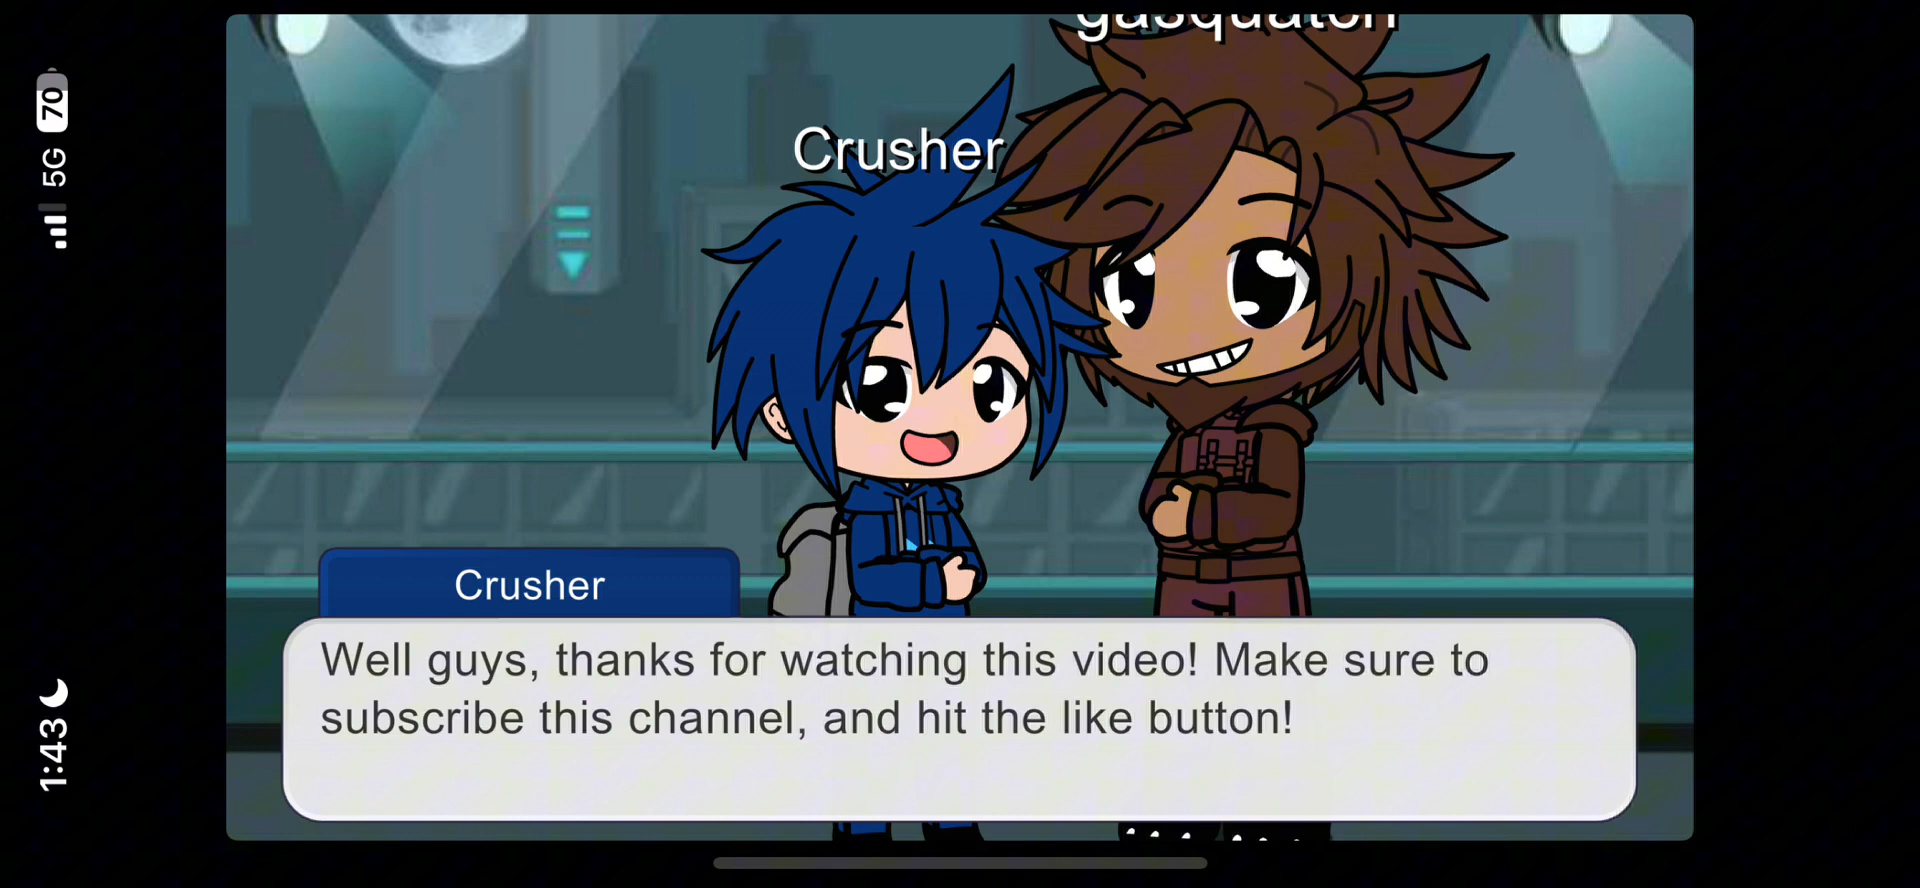 gasquatch
Crusher
Crusher
Well guys, thanks for watching this video! Make sure to
subscribe this channel, and hit the like button!
70
5G
1:43